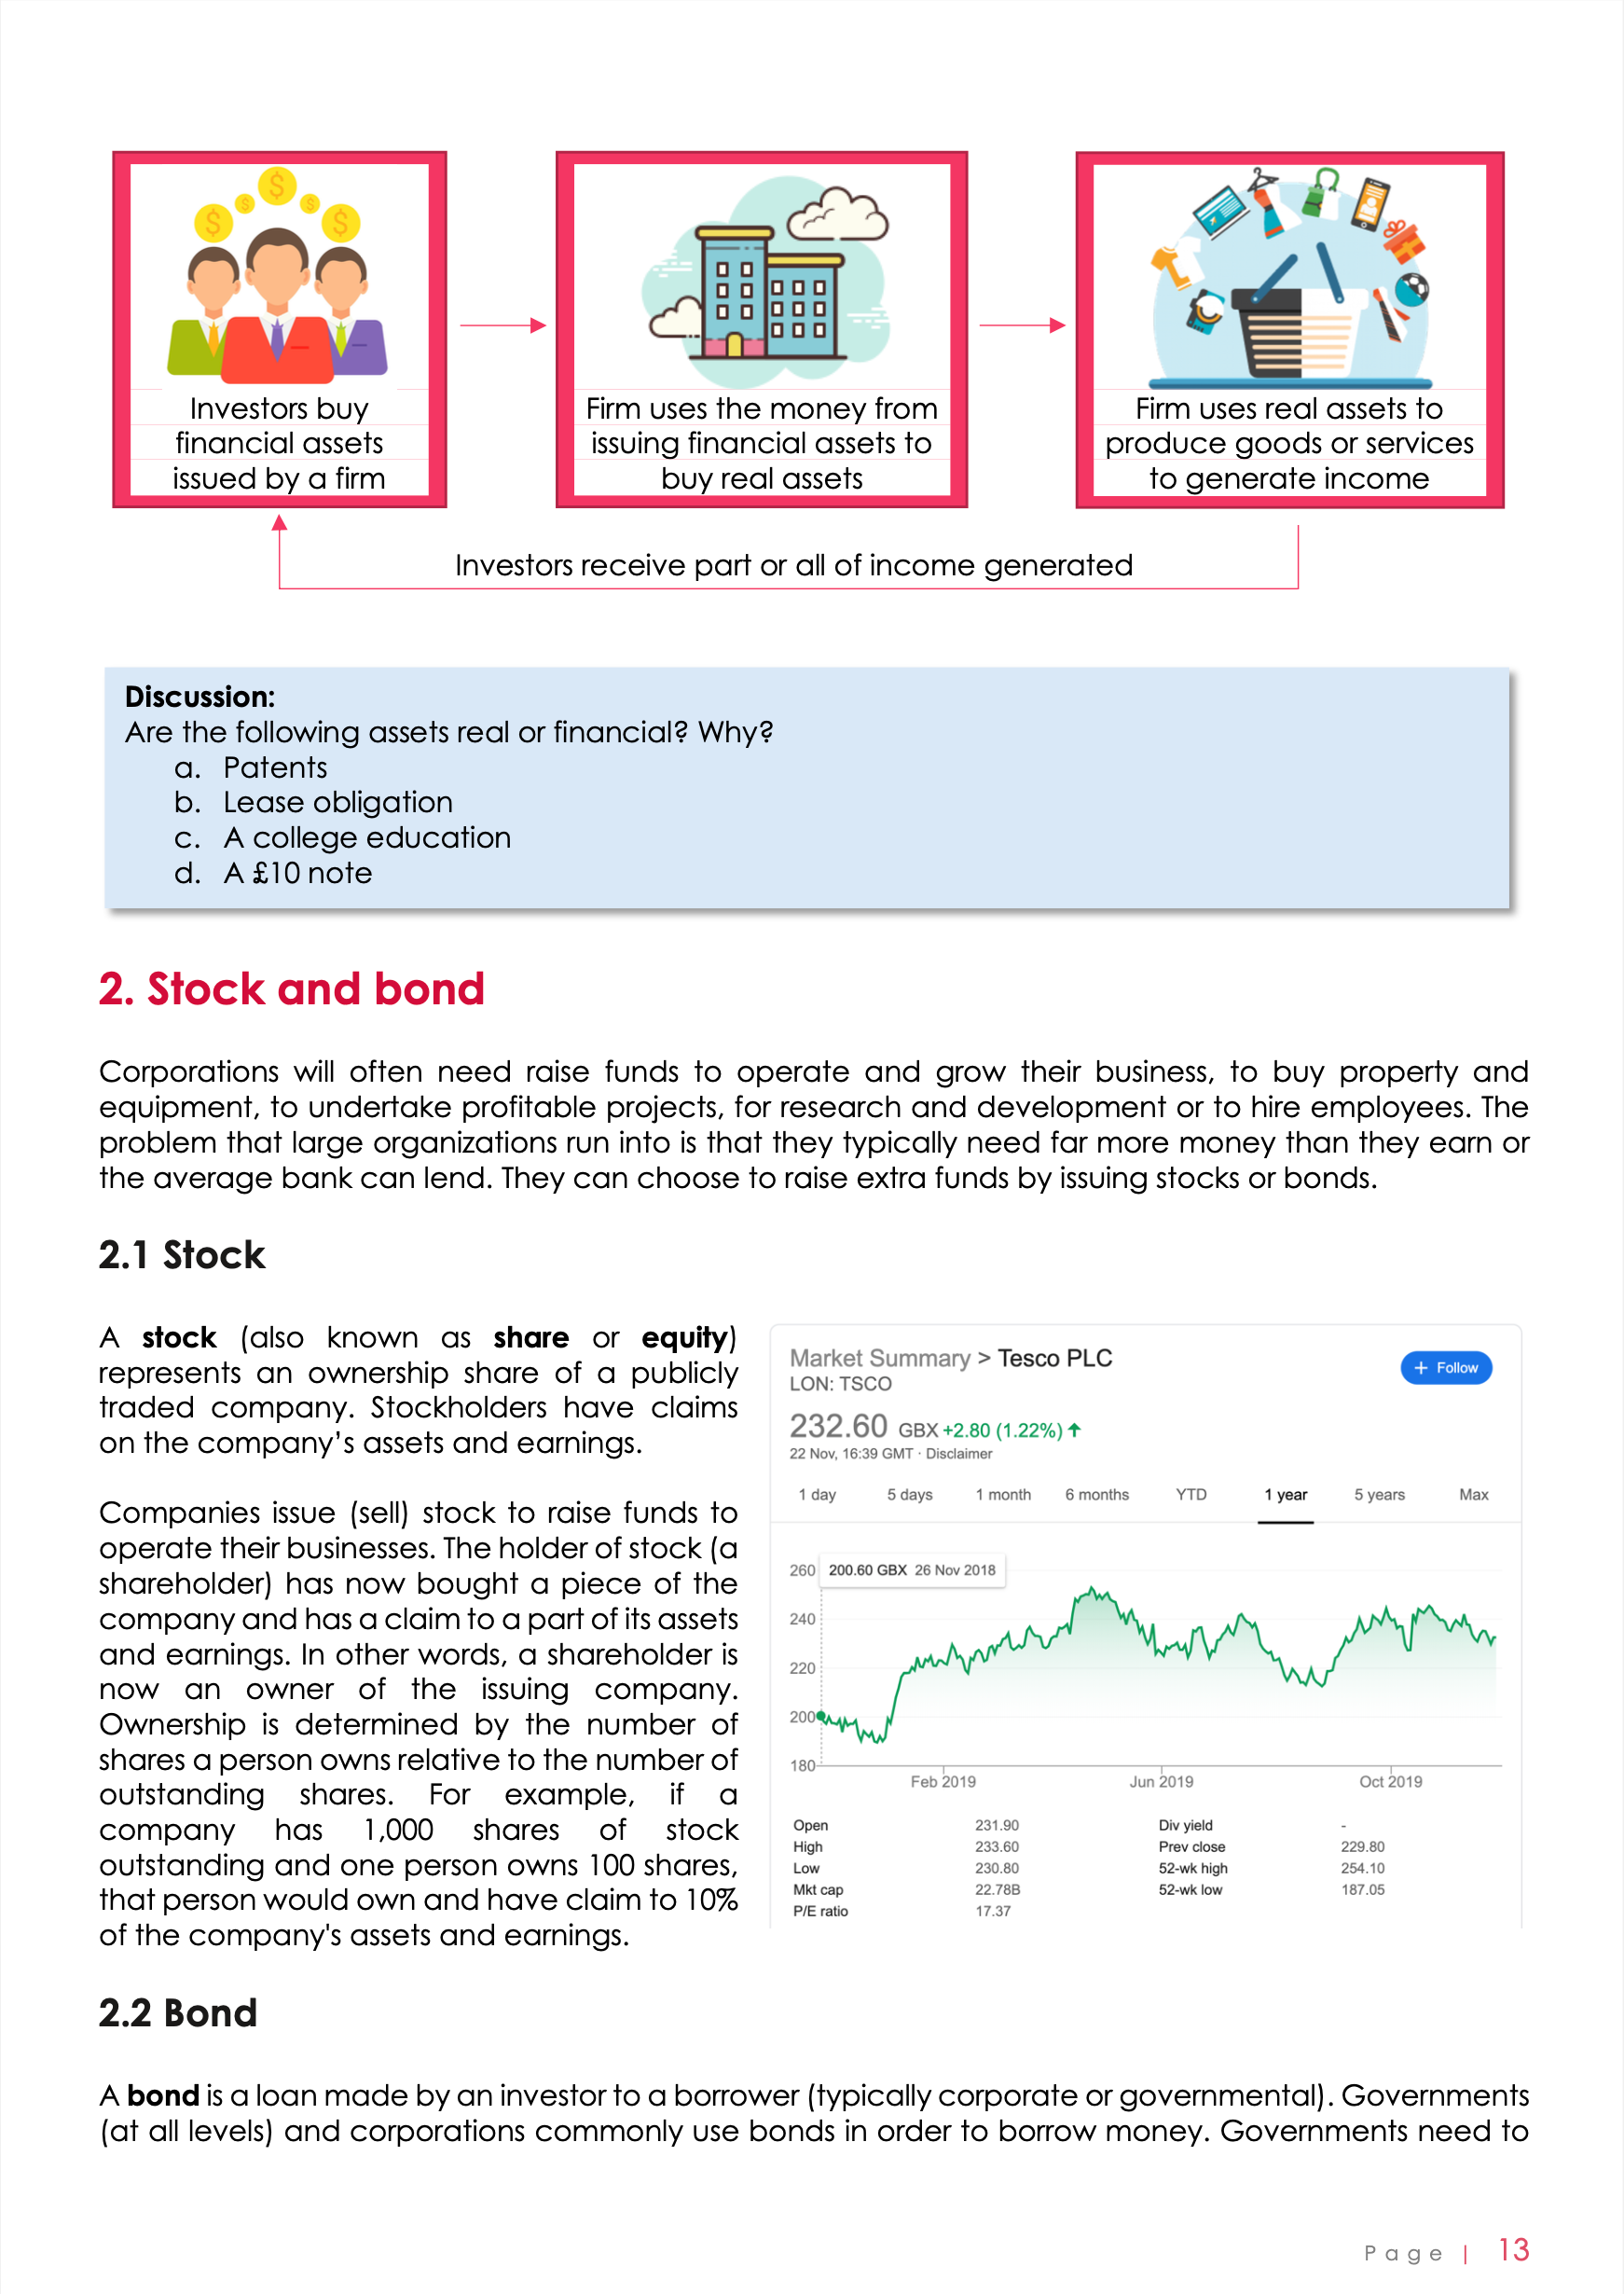 Investors buy
financial assets
issued by a firm
Firm uses the money from
issuing financial assets to
buy real assets
Firm uses real assets to
produce goods or services
to generate income
Investors receive part or all of income generated
Discussion:
Are the following assets real or financial? Why?
a. Patents
b. Lease obligation
c. A college education
d. A £10 note
2. Stock and bond
Corporations will often need raise funds to operate and grow their business, to buy property and
equipment, to undertake profitable projects, for research and development or to hire employees. The
problem that large organizations run into is that they typically need far more money than they earn or
the average bank can lend. They can choose to raise extra funds by issuing stocks or bonds.
2.1 Stock
A stock (also known as share or equity)
represents an ownership share of a publicly
traded company. Stockholders have claims
on the company’s assets and earnings.
Companies issue (sell) stock to raise funds to
operate their businesses. The holder of stock (a
shareholder) has now bought a piece of the
company and has a claim to a part of its assets
and earnings. In other words, a shareholder is
now an owner of the issuing company.
Ownership is determined by the number of
shares a person owns relative to the number of
outstanding shares. For example, if a
company has 1,000 shares of stock
outstanding and one person owns 100 shares,
that person would own and have claim to 10%
of the company's assets and earnings.
Market Summary > Tesco PLC
LON: TSCO
+ Follow
232.60 GBX +2.80 (1.22%) ↑
22 Nov, 16:39 GMT · Disclaimer
1 day 5 days 1 month 6 months YTD 1 year 5 years Max
260
200.60 GBX 26 Nov 2018
240
220
200
180
Feb 2019 Jun 2019 Oct 2019
Open 231.90 Div yield -
High 233.60 Prev close 229.80
Low 230.80 52-wk high 254.10
Mkt cap 22.78B 52-wk low 187.05
P/E ratio 17.37
2.2 Bond
A bond is a loan made by an investor to a borrower (typically corporate or governmental). Governments
(at all levels) and corporations commonly use bonds in order to borrow money. Governments need to
Page | 13